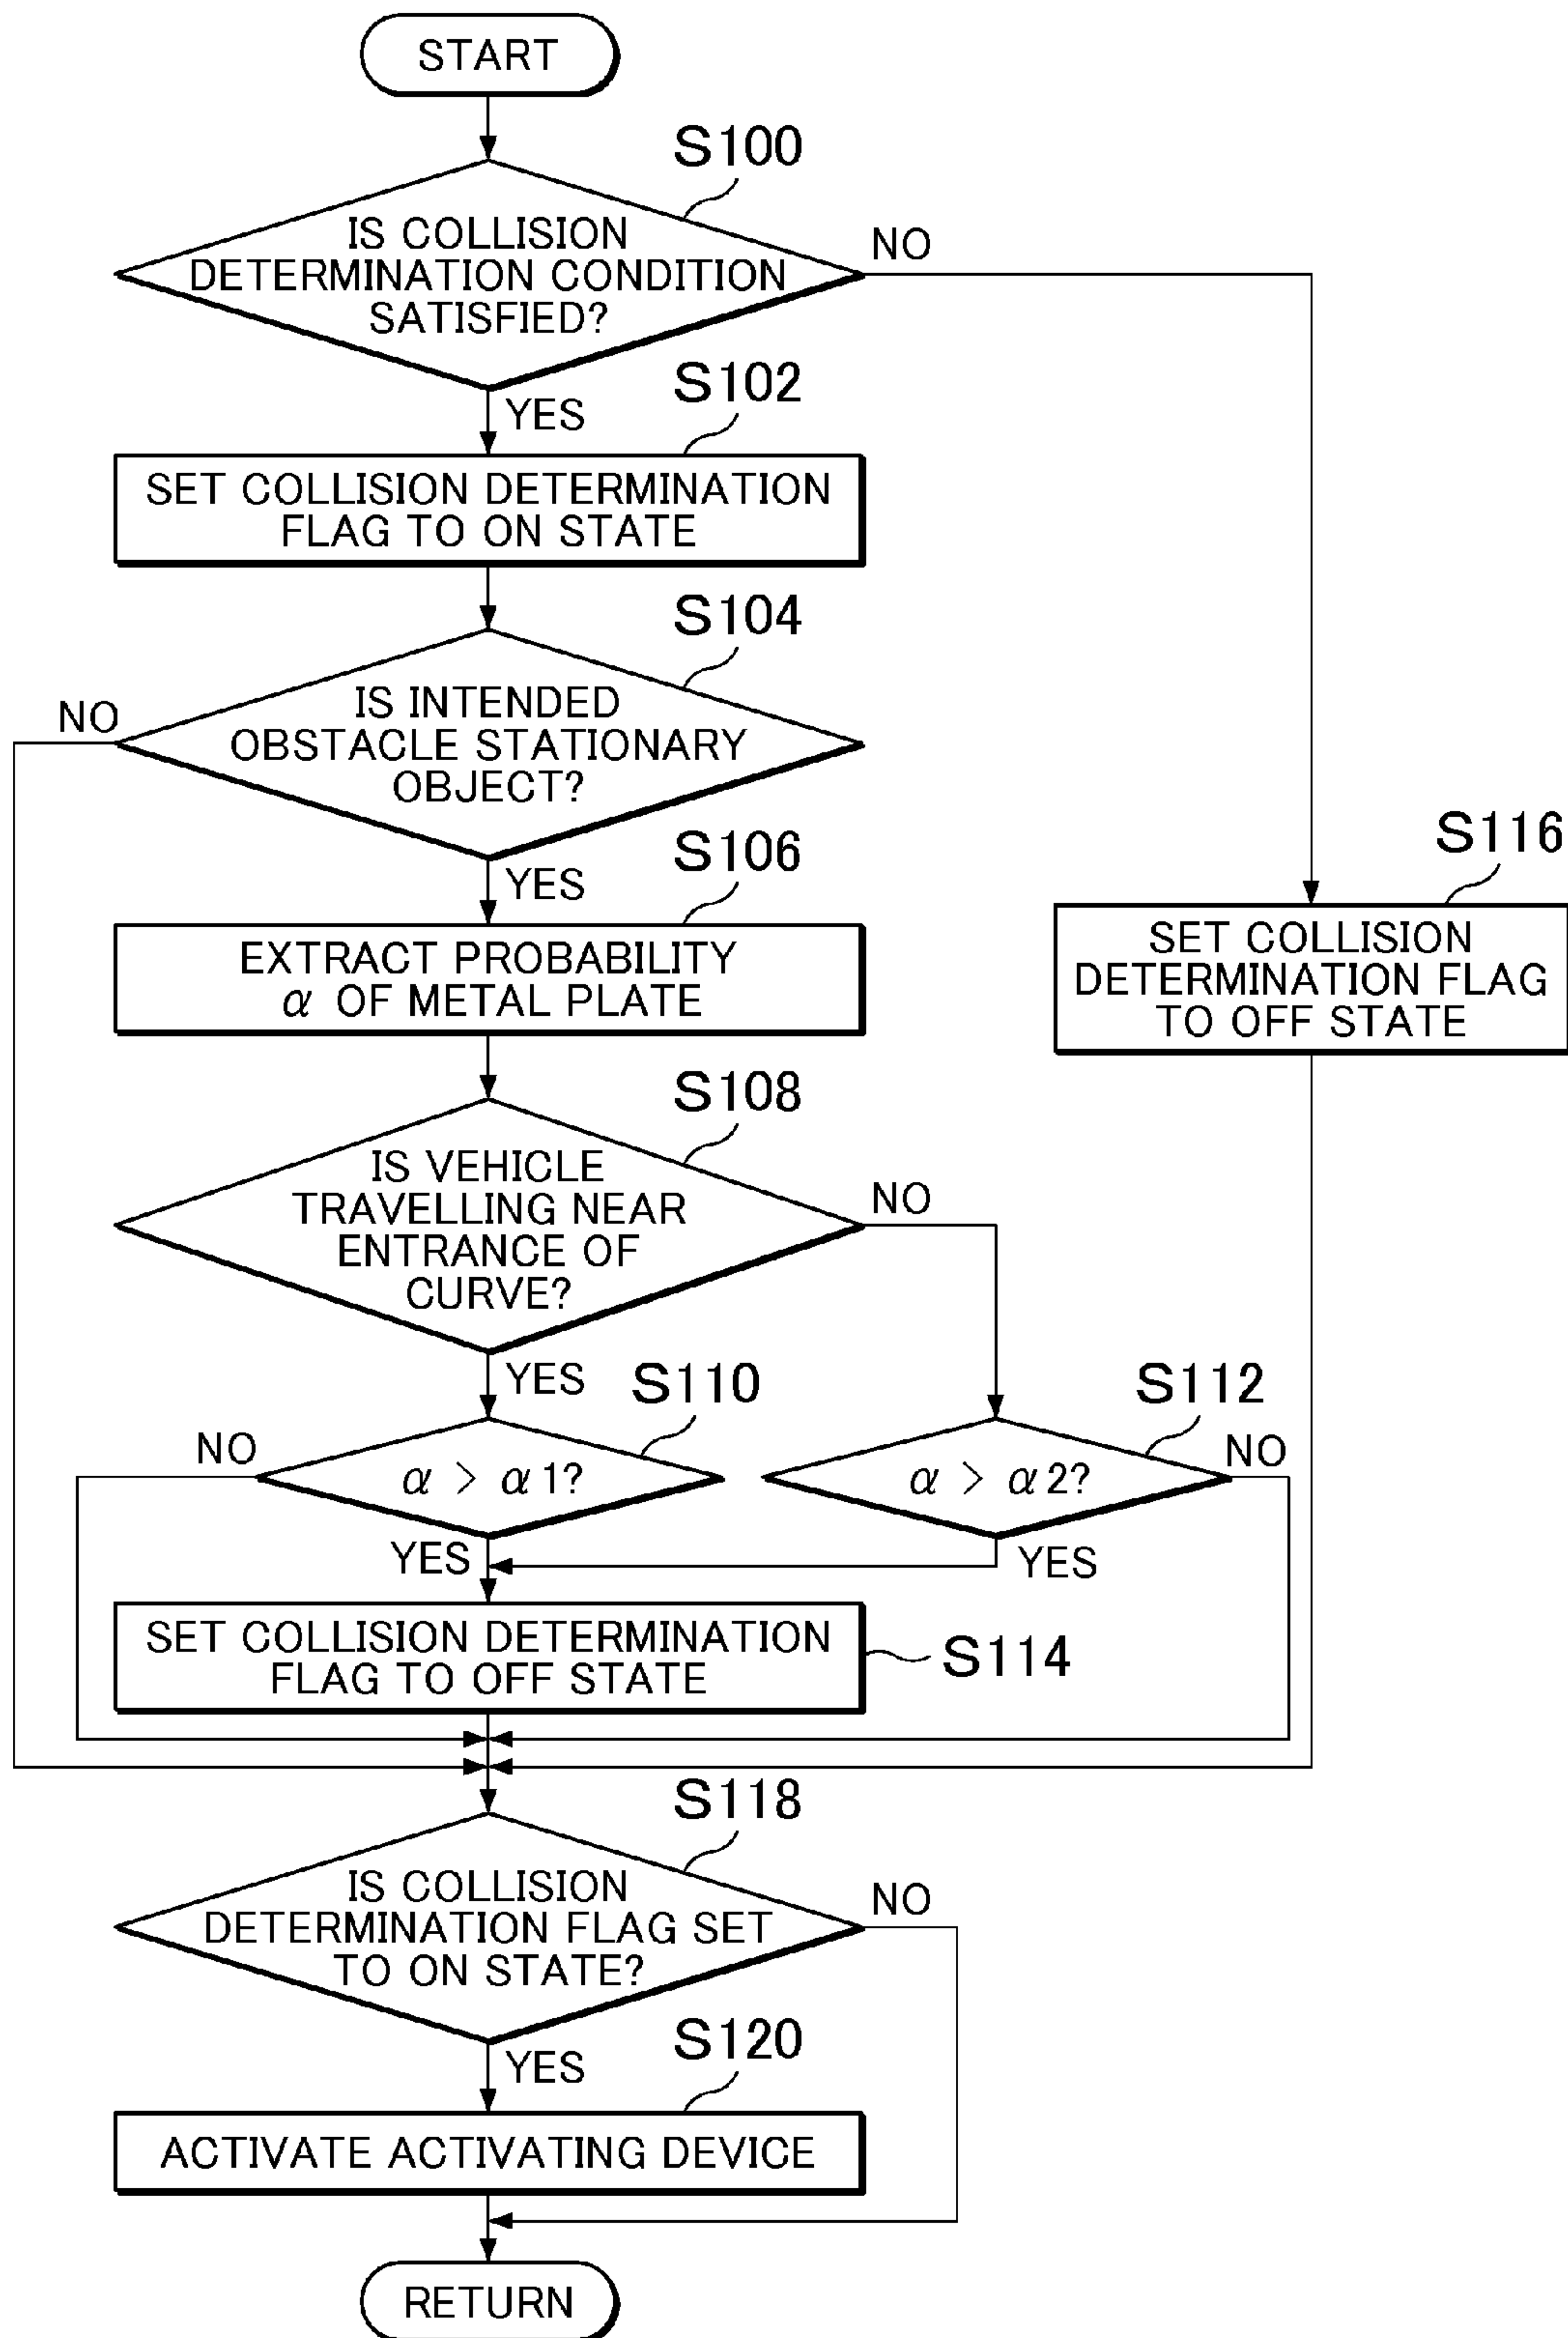 START
S100
IS COLLISION
DETERMINATION CONDITION
SATISFIED?
NO
YES
S102
SET COLLISION DETERMINATION
FLAG TO ON STATE
S104
IS INTENDED
OBSTACLE STATIONARY
OBJECT?
NO
YES
S106
EXTRACT PROBABILITY
α OF METAL PLATE
S116
SET COLLISION
DETERMINATION FLAG
TO OFF STATE
S108
IS VEHICLE
TRAVELLING NEAR
ENTRANCE OF
CURVE?
NO
YES
S110
α > α1?
NO
YES
S112
α > α2?
NO
YES
SET COLLISION DETERMINATION
FLAG TO OFF STATE
S114
S118
IS COLLISION
DETERMINATION FLAG SET
TO ON STATE?
NO
YES
S120
ACTIVATE ACTIVATING DEVICE
RETURN